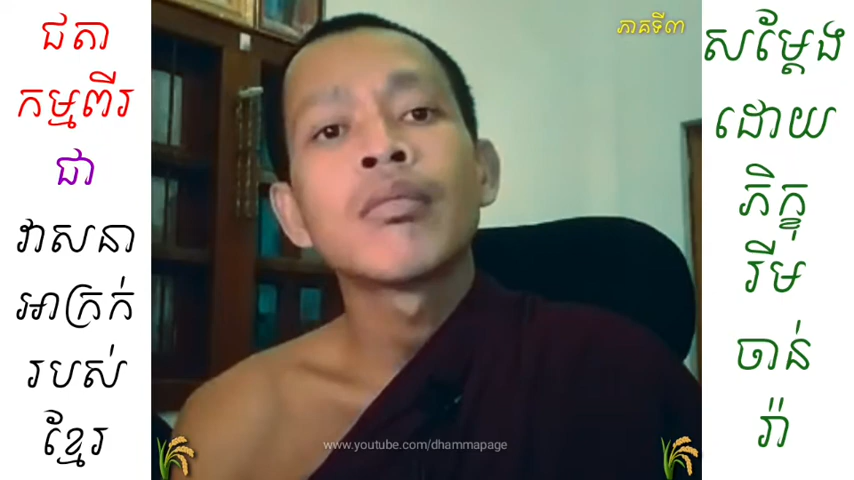 ជតា
កម្មពីរ
ជា
វាសនា
អាក្រក់
របស់
ខ្មែរ
ភាគទី៣
www.youtube.com/dhammapage
សម្ដែង
ដោយ
ភិក្ខុ
រីម
ចាន់
រ៉ា